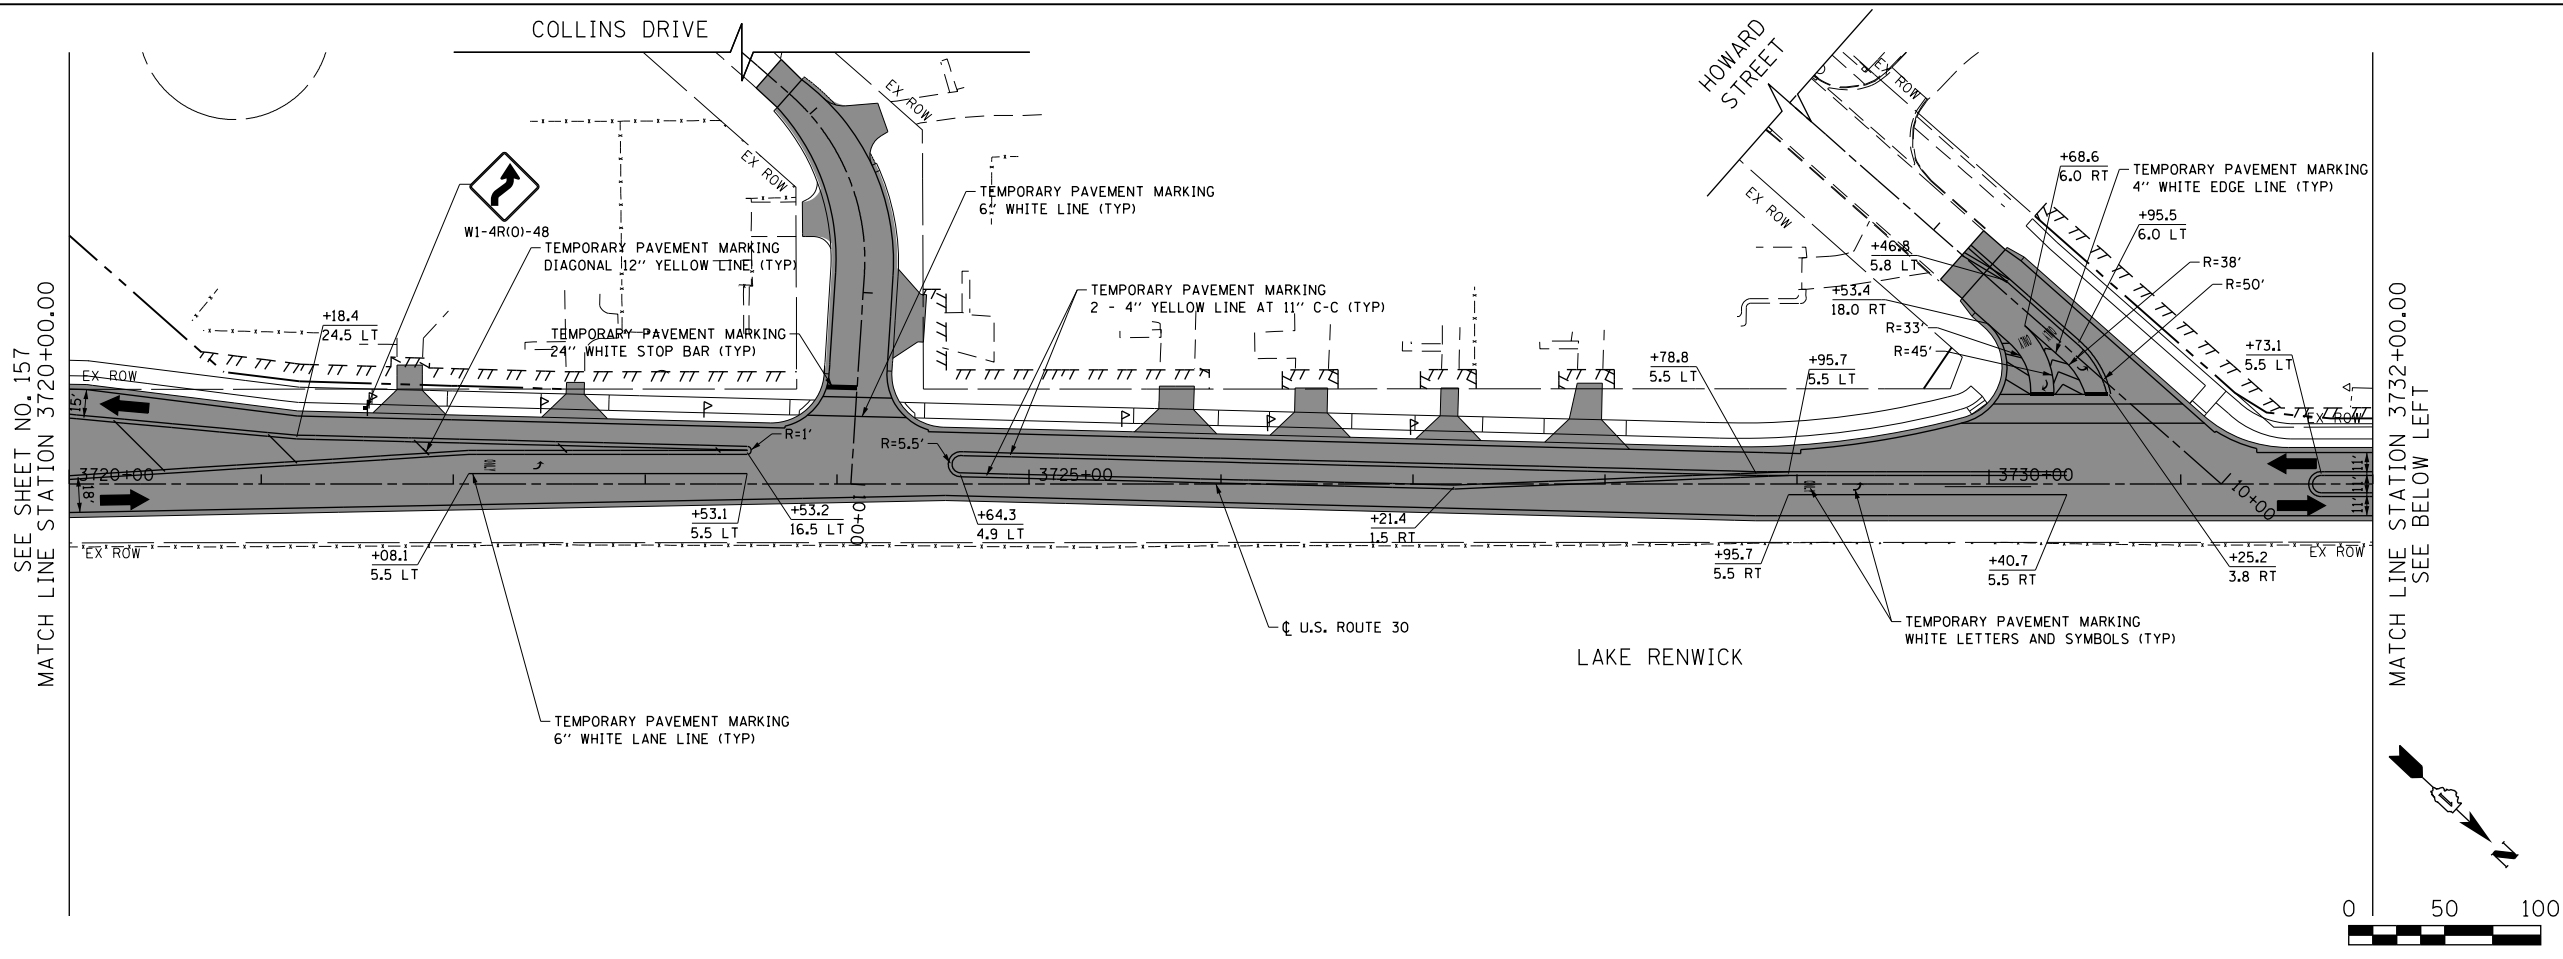 COLLINS DRIVE
HOWARD
STREET
EX ROW
EX ROW
EX ROW
EX ROW
W1-4R(O)-48
TEMPORARY PAVEMENT MARKING
6" WHITE LINE (TYP)
TEMPORARY PAVEMENT MARKING
DIAGONAL 12" YELLOW LINE (TYP)
+68.6
6.0 RT
TEMPORARY PAVEMENT MARKING
4" WHITE EDGE LINE (TYP)
+95.5
6.0 LT
+46.8
5.8 LT
R=38'
R=50'
+53.4
18.0 RT
R=33'
R=45'
TEMPORARY PAVEMENT MARKING
2 - 4" YELLOW LINE AT 11" C-C (TYP)
+18.4
24.5 LT
TEMPORARY PAVEMENT MARKING
24" WHITE STOP BAR (TYP)
+78.8
5.5 LT
+95.7
5.5 LT
+73.1
5.5 LT
SEE SHEET NO. 157
MATCH LINE STATION 3720+00.00
EX ROW
15'
R=1'
R=5.5'
ONLY
ONLY
ONLY
ONLY
EX ROW
3720+00
18'
3725+00
3730+00
10+00
10+00
11'
11'
11'
+53.1
5.5 LT
+53.2
16.5 LT
+64.3
4.9 LT
+21.4
1.5 RT
EX ROW
+08.1
5.5 LT
+95.7
5.5 RT
+40.7
5.5 RT
+25.2
3.8 RT
EX ROW
MATCH LINE STATION 3732+00.00
SEE BELOW LEFT
℄ U.S. ROUTE 30
TEMPORARY PAVEMENT MARKING
WHITE LETTERS AND SYMBOLS (TYP)
LAKE RENWICK
TEMPORARY PAVEMENT MARKING
6" WHITE LANE LINE (TYP)
N
0 50 100